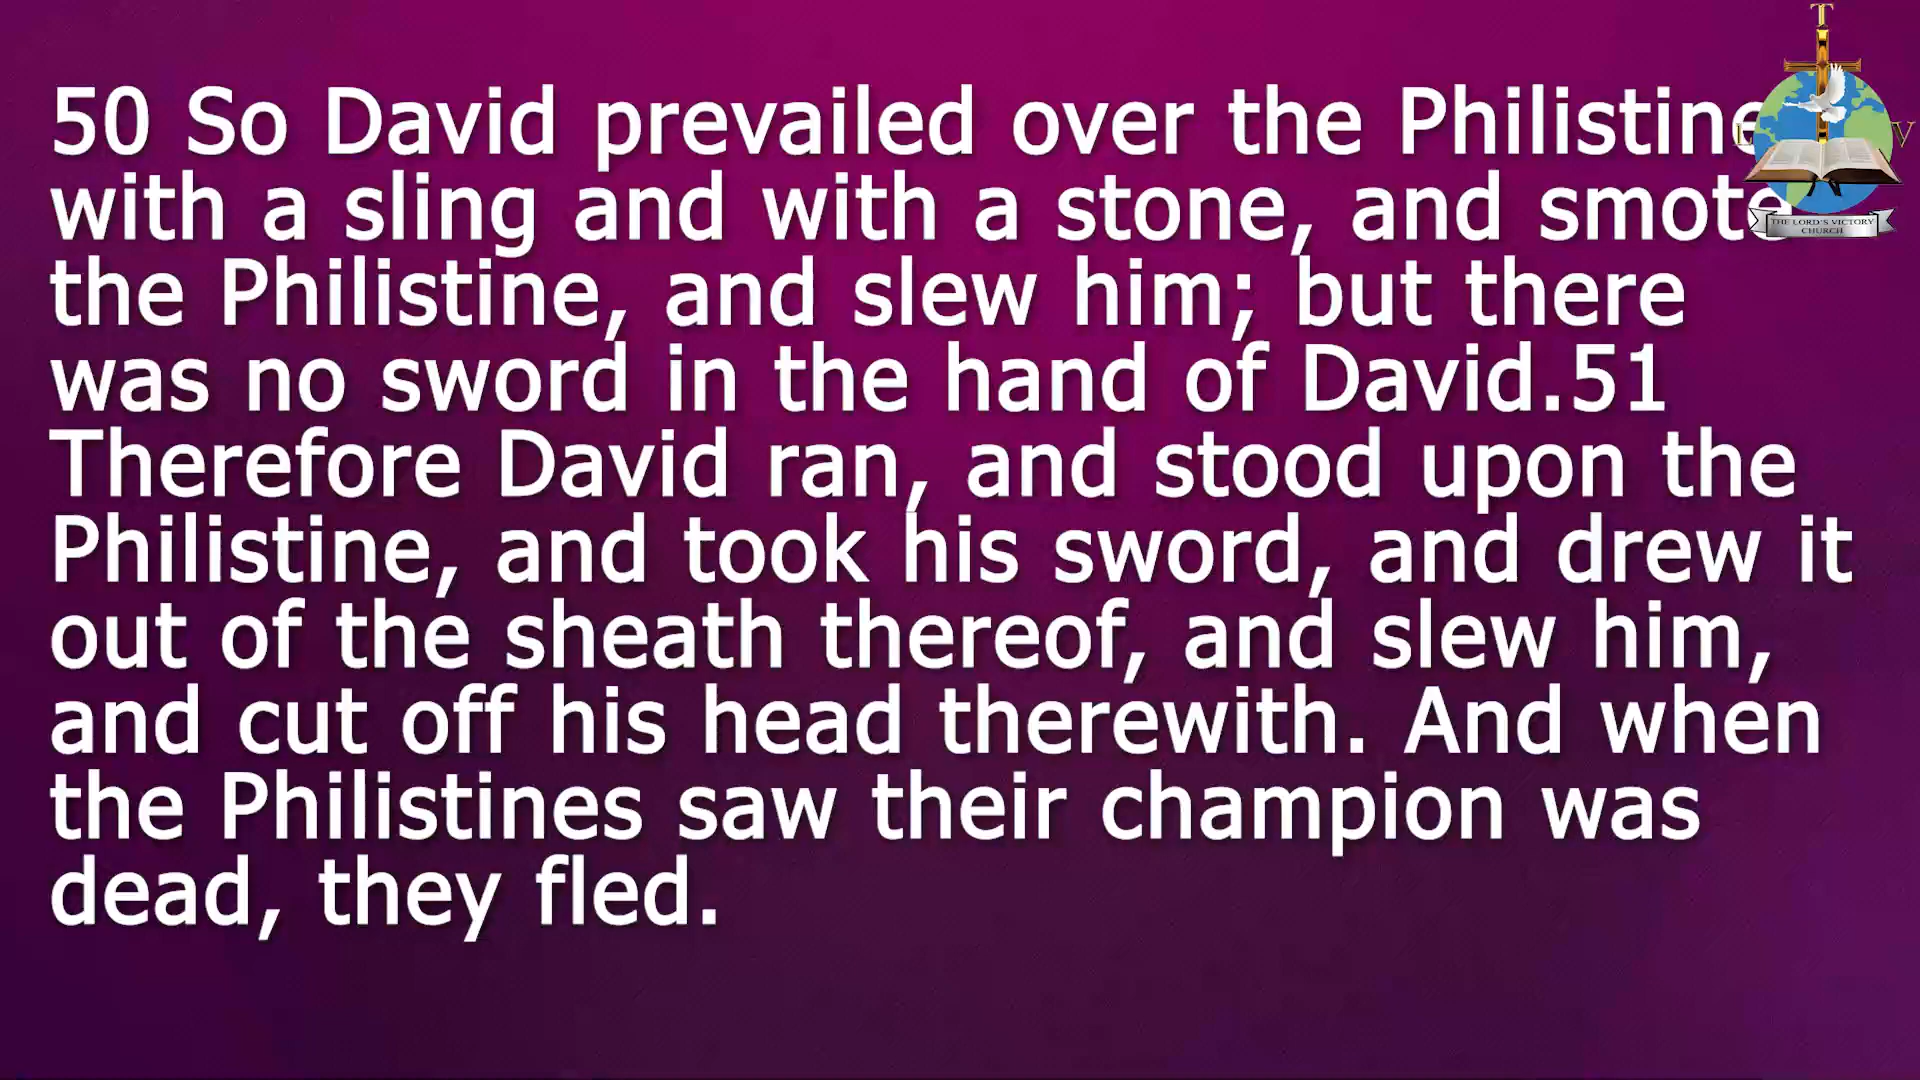 50 So David prevailed over the Philistine
with a sling and with a stone, and smote
the Philistine, and slew him; but there
was no sword in the hand of David.51
Therefore David ran, and stood upon the
Philistine, and took his sword, and drew it
out of the sheath thereof, and slew him,
and cut off his head therewith. And when
the Philistines saw their champion was
dead, they fled.
T
L V
THE LORD'S VICTORY
CHURCH